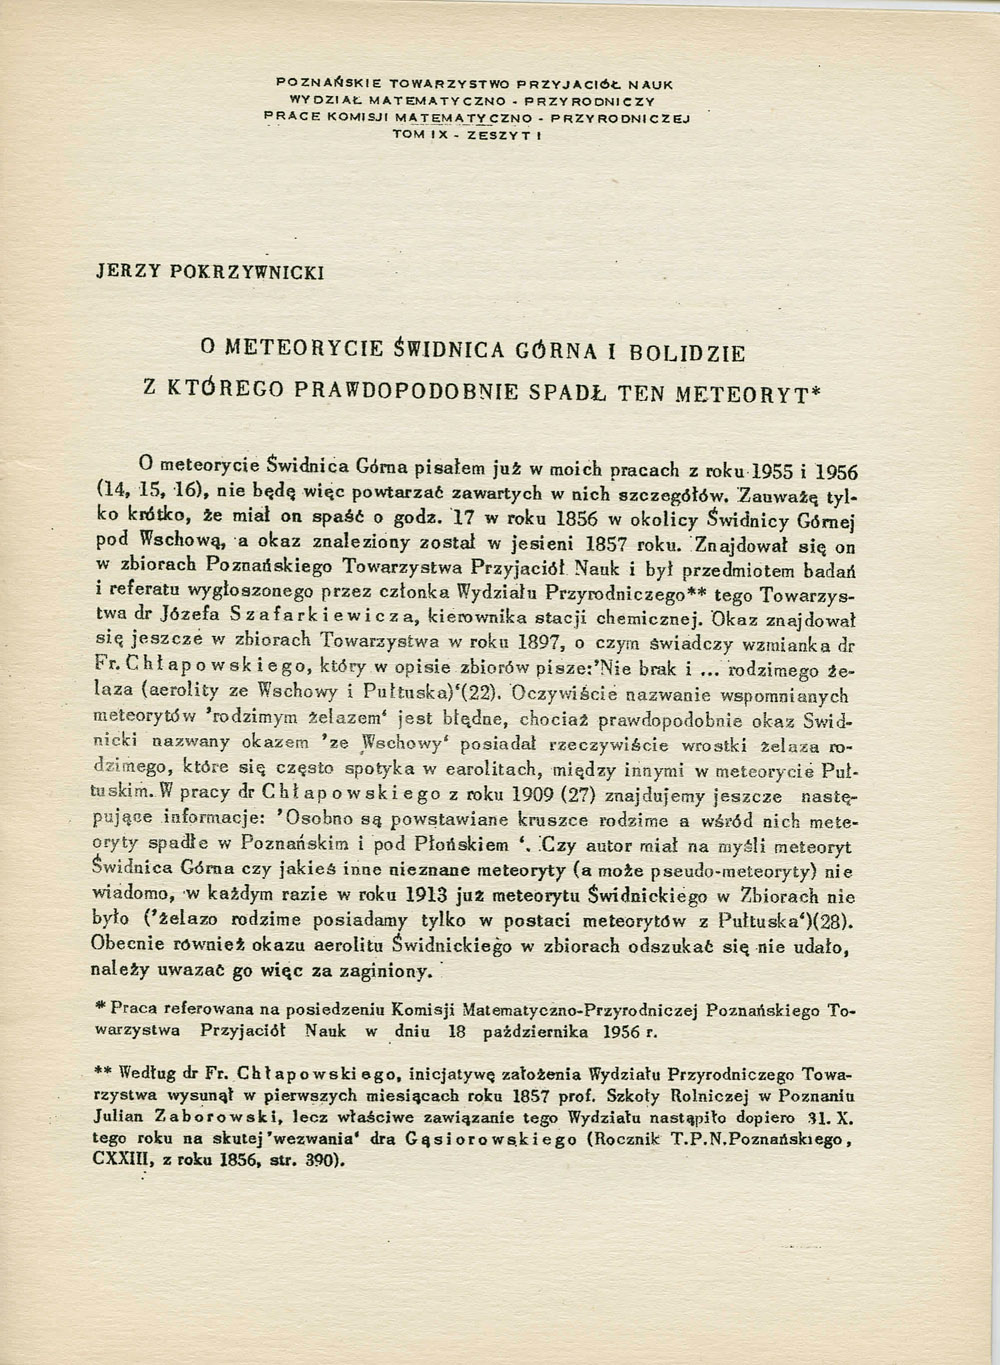 POZNAŃSKIE TOWARZYSTWO PRZYJACIÓŁ NAUK
WYDZIAŁ MATEMATYCZNO - PRZYRODNICZY
PRACE KOMISJI MATEMATYCZNO - PRZYRODNICZEJ
TOM IX - ZESZYT I
JERZY POKRZYWNICKI
O METEORYCIE ŚWIDNICA GÓRNA I BOLIDZIE
Z KTÓREGO PRAWDOPODOBNIE SPADŁ TEN METEORYT*
O meteorycie Świdnica Górna pisałem już w moich pracach z roku 1955 i 1956
(14, 15, 16), nie będę więc powtarzać zawartych w nich szczegółów. Zauważę tyl-
ko krótko, że miał on spaść o godz. 17 w roku 1856 w okolicy Świdnicy Górnej
pod Wschową, a okaz znaleziony został w jesieni 1857 roku. Znajdował się on
w zbiorach Poznańskiego Towarzystwa Przyjaciół Nauk i był przedmiotem badań
i referatu wygłoszonego przez członka Wydziału Przyrodniczego** tego Towarzys-
twa dr Józefa Szafarkiewicza, kierownika stacji chemicznej. Okaz znajdował
się jeszcze w zbiorach Towarzystwa w roku 1897, o czym świadczy wzmianka dr
Fr. Chłapowskiego, który w opisie zbiorów pisze:'Nie brak i ... rodzimego że-
laza (aerolity ze Wschowy i Pułtuska)'(22). Oczywiście nazwanie wspomnianych
meteorytów 'rodzimym żelazem' jest błędne, chociaż prawdopodobnie okaz Swid-
nicki nazwany okazem 'ze Wschowy' posiadał rzeczywiście wrostki żelaza ro-
dzimego, które się często spotyka w earolitach, między innymi w meteorycie Puł-
tuskim. W pracy dr Chłapowskiego z roku 1909 (27) znajdujemy jeszcze nastę-
pujące informacje: 'Osobno są powstawiane kruszce rodzime a wśród nich mete-
oryty spadłe w Poznańskim i pod Płońskiem '. Czy autor miał na myśli meteoryt
Świdnica Górna czy jakieś inne nieznane meteoryty (a może pseudo-meteoryty) nie
wiadomo, w każdym razie w roku 1913 już meteorytu Świdnickiego w Zbiorach nie
było ('żelazo rodzime posiadamy tylko w postaci meteorytów z Pułtuska')(28).
Obecnie również okazu aerolitu Świdnickiego w zbiorach odszukać się nie udało,
należy uwazać go więc za zaginiony.
* Praca referowana na posiedzeniu Komisji Matematyczno-Przyrodniczej Poznańskiego To-
warzystwa Przyjaciół Nauk w dniu 18 października 1956 r.
** Według dr Fr. Chłapowskiego, inicjatywę założenia Wydziału Przyrodniczego Towa-
rzystwa wysunął w pierwszych miesiącach roku 1857 prof. Szkoły Rolniczej w Poznaniu
Julian Zaborowski, lecz właściwe zawiązanie tego Wydziału nastąpiło dopiero 31. X.
tego roku na skutej 'wezwania' dra Gąsiorowskiego (Rocznik T.P.N.Poznańskiego,
CXXIII, z roku 1856, str. 390).